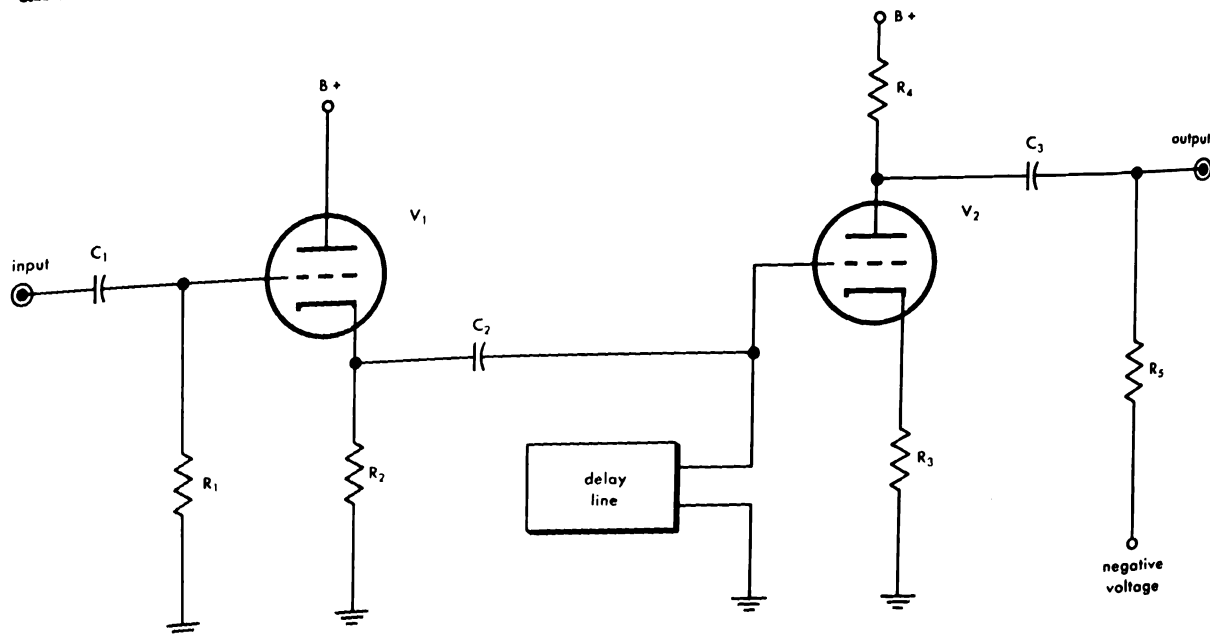 B+
R4
B+
C3
output
V1
V2
C1
input
C2
R5
R1
R2
delay
line
R3
negative
voltage